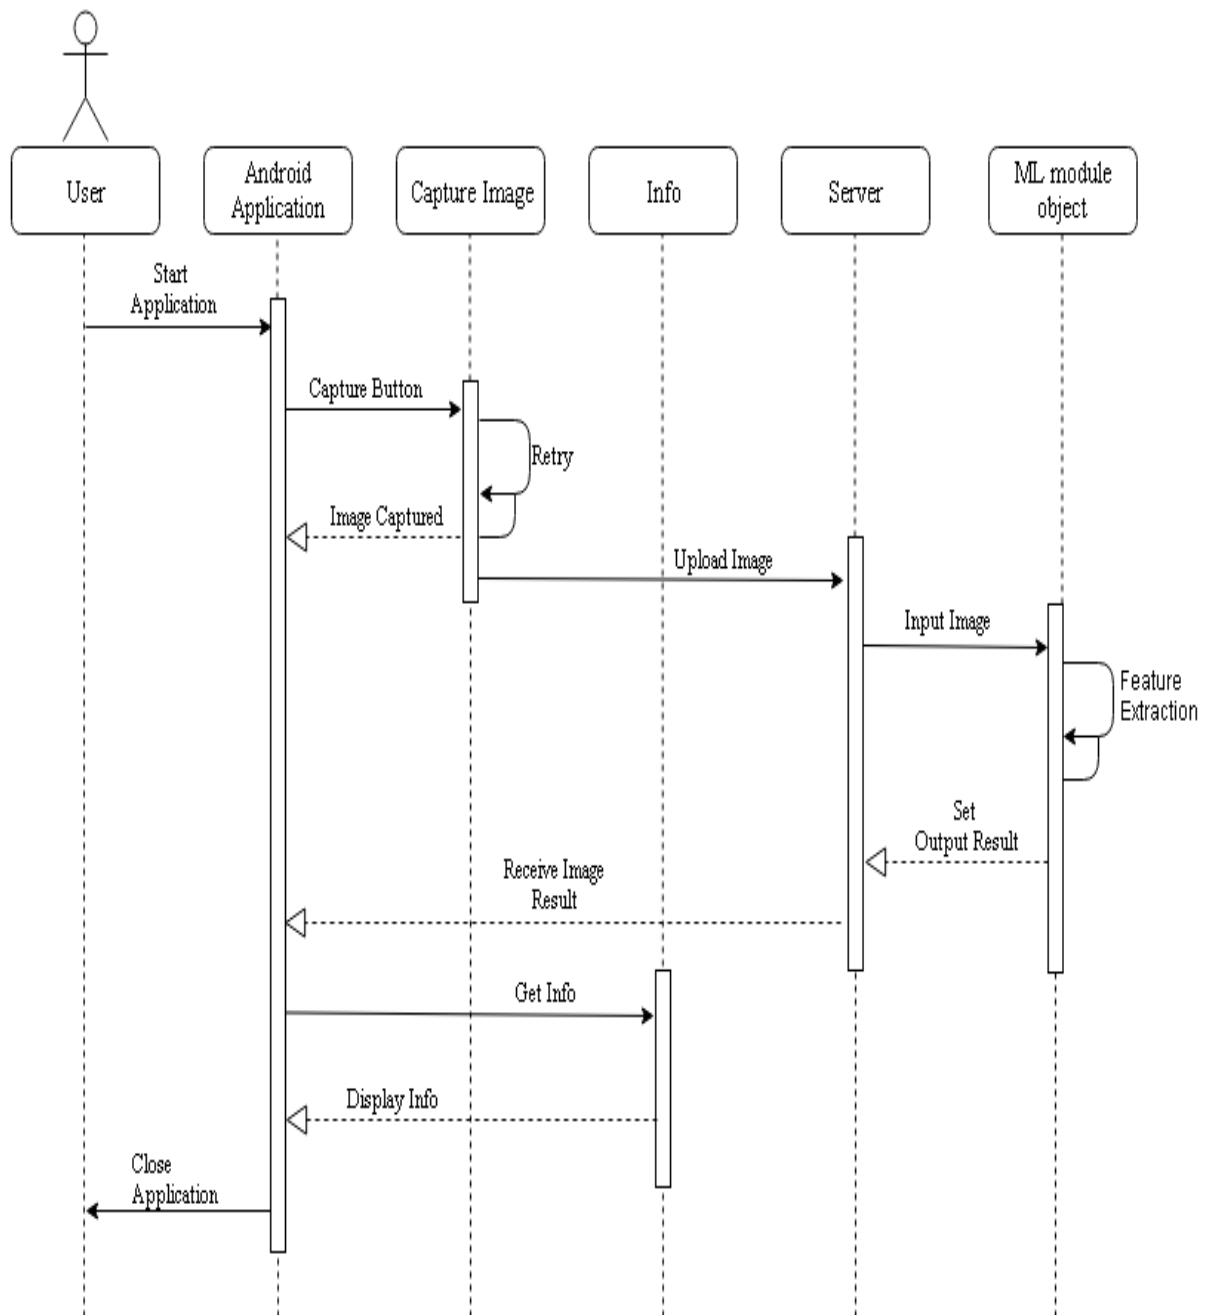 User
Android
Application
Capture Image
Info
Server
ML module
object
Start
Application
Capture Button
Retry
Image Captured
Upload Image
Input Image
Feature
Extraction
Set
Output Result
Receive Image
Result
Get Info
Display Info
Close
Application